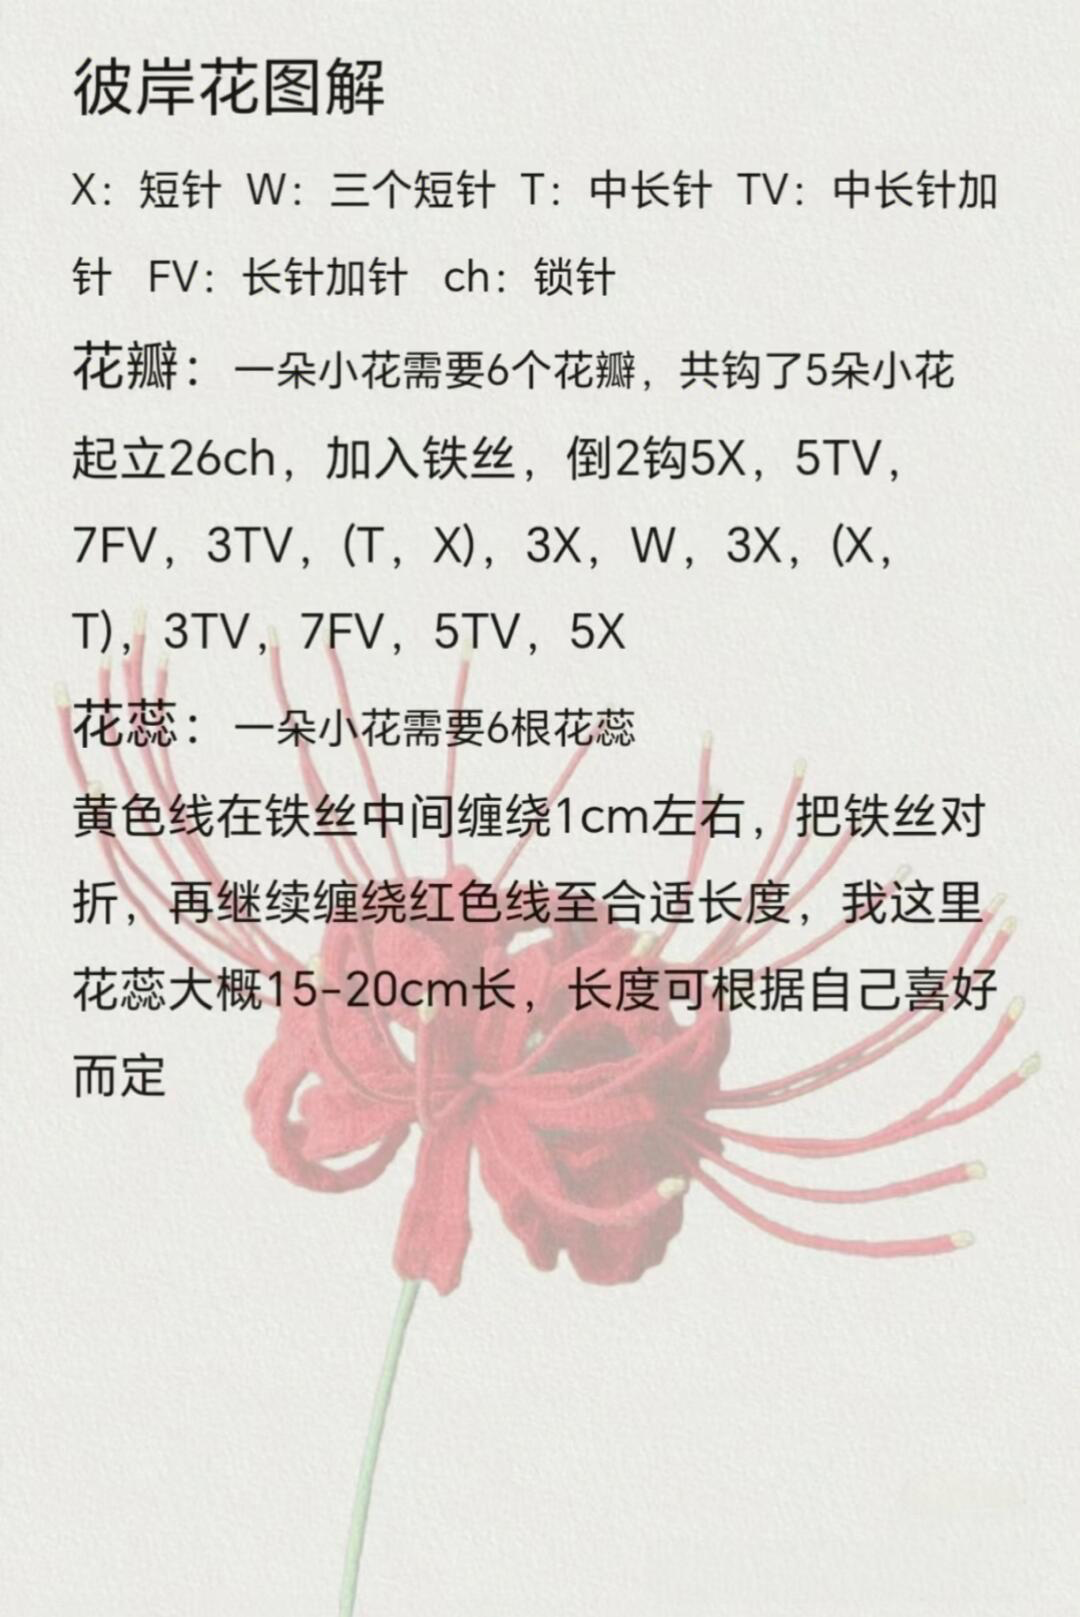 彼岸花图解
X：短针 W：三个短针 T：中长针 TV：中长针加
针 FV：长针加针 ch：锁针
花瓣：一朵小花需要6个花瓣，共钩了5朵小花
起立26ch，加入铁丝，倒2钩5X，5TV，
7FV，3TV，(T，X)，3X，W，3X，(X，
T)，3TV，7FV，5TV，5X
花蕊：一朵小花需要6根花蕊
黄色线在铁丝中间缠绕1cm左右，把铁丝对
折，再继续缠绕红色线至合适长度，我这里
花蕊大概15-20cm长，长度可根据自己喜好
而定